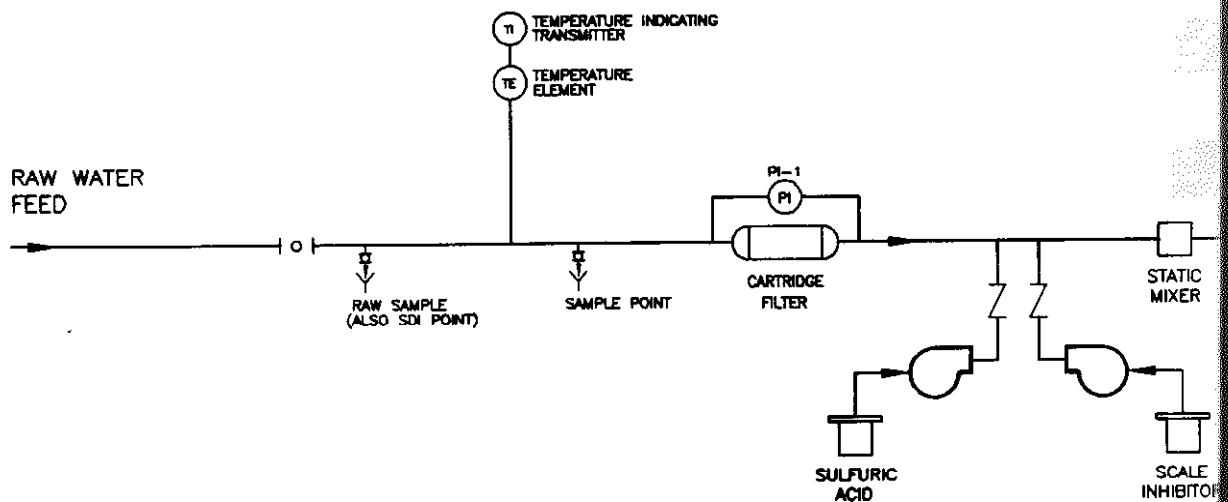 TI
TEMPERATURE INDICATING
TRANSMITTER
TE
TEMPERATURE
ELEMENT
RAW WATER
FEED
PI-1
PI
RAW SAMPLE
(ALSO SDI POINT)
SAMPLE POINT
CARTRIDGE
FILTER
STATIC
MIXER
SULFURIC
ACID
SCALE
INHIBITOR